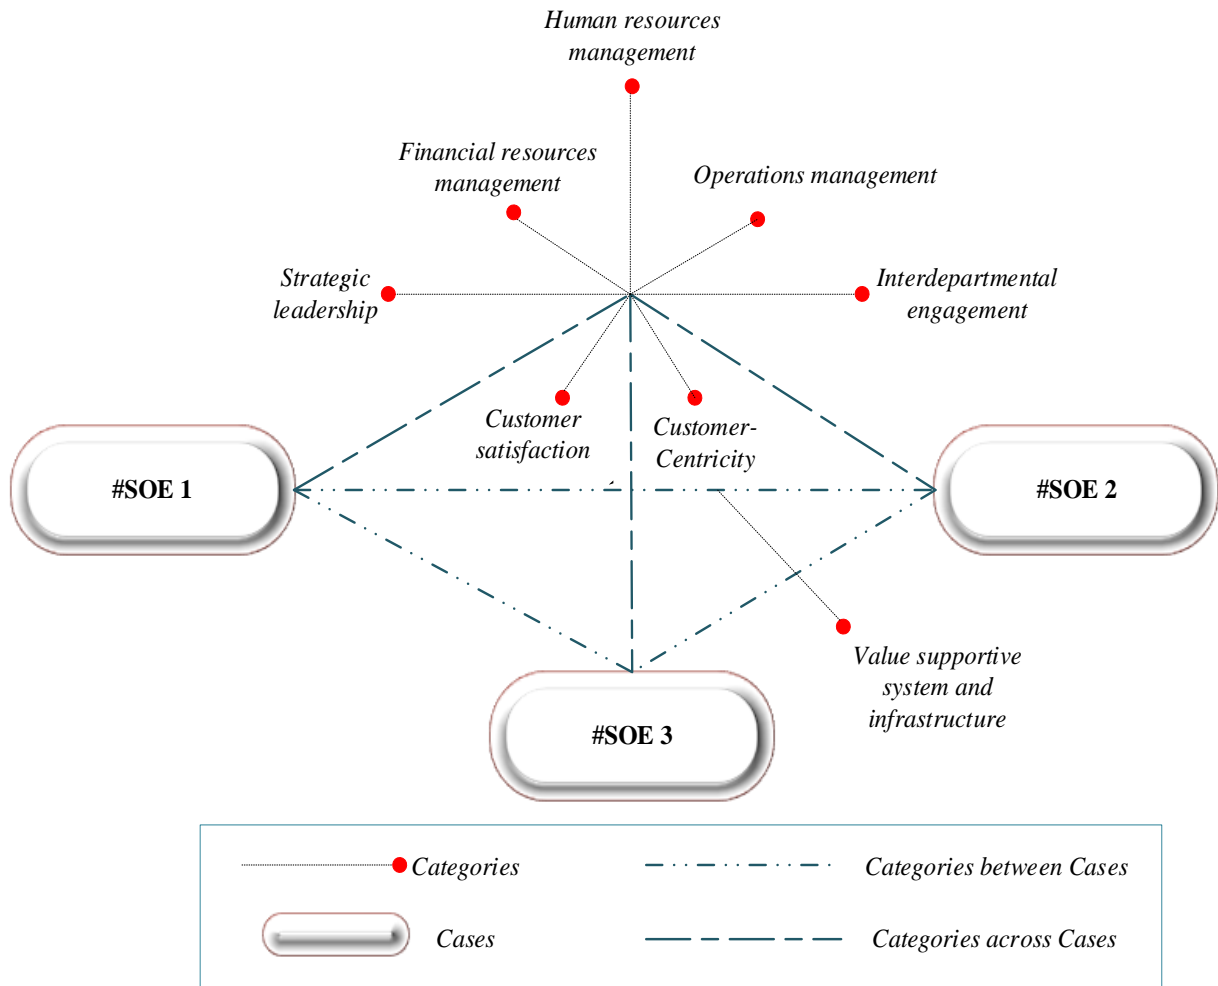 Human resources
management
Financial resources
management
Operations management
Strategic
leadership
Interdepartmental
engagement
Customer
satisfaction
Customer-
Centricity
#SOE 1
#SOE 2
Value supportive
system and
infrastructure
#SOE 3
Categories
Categories between Cases
Cases
Categories across Cases